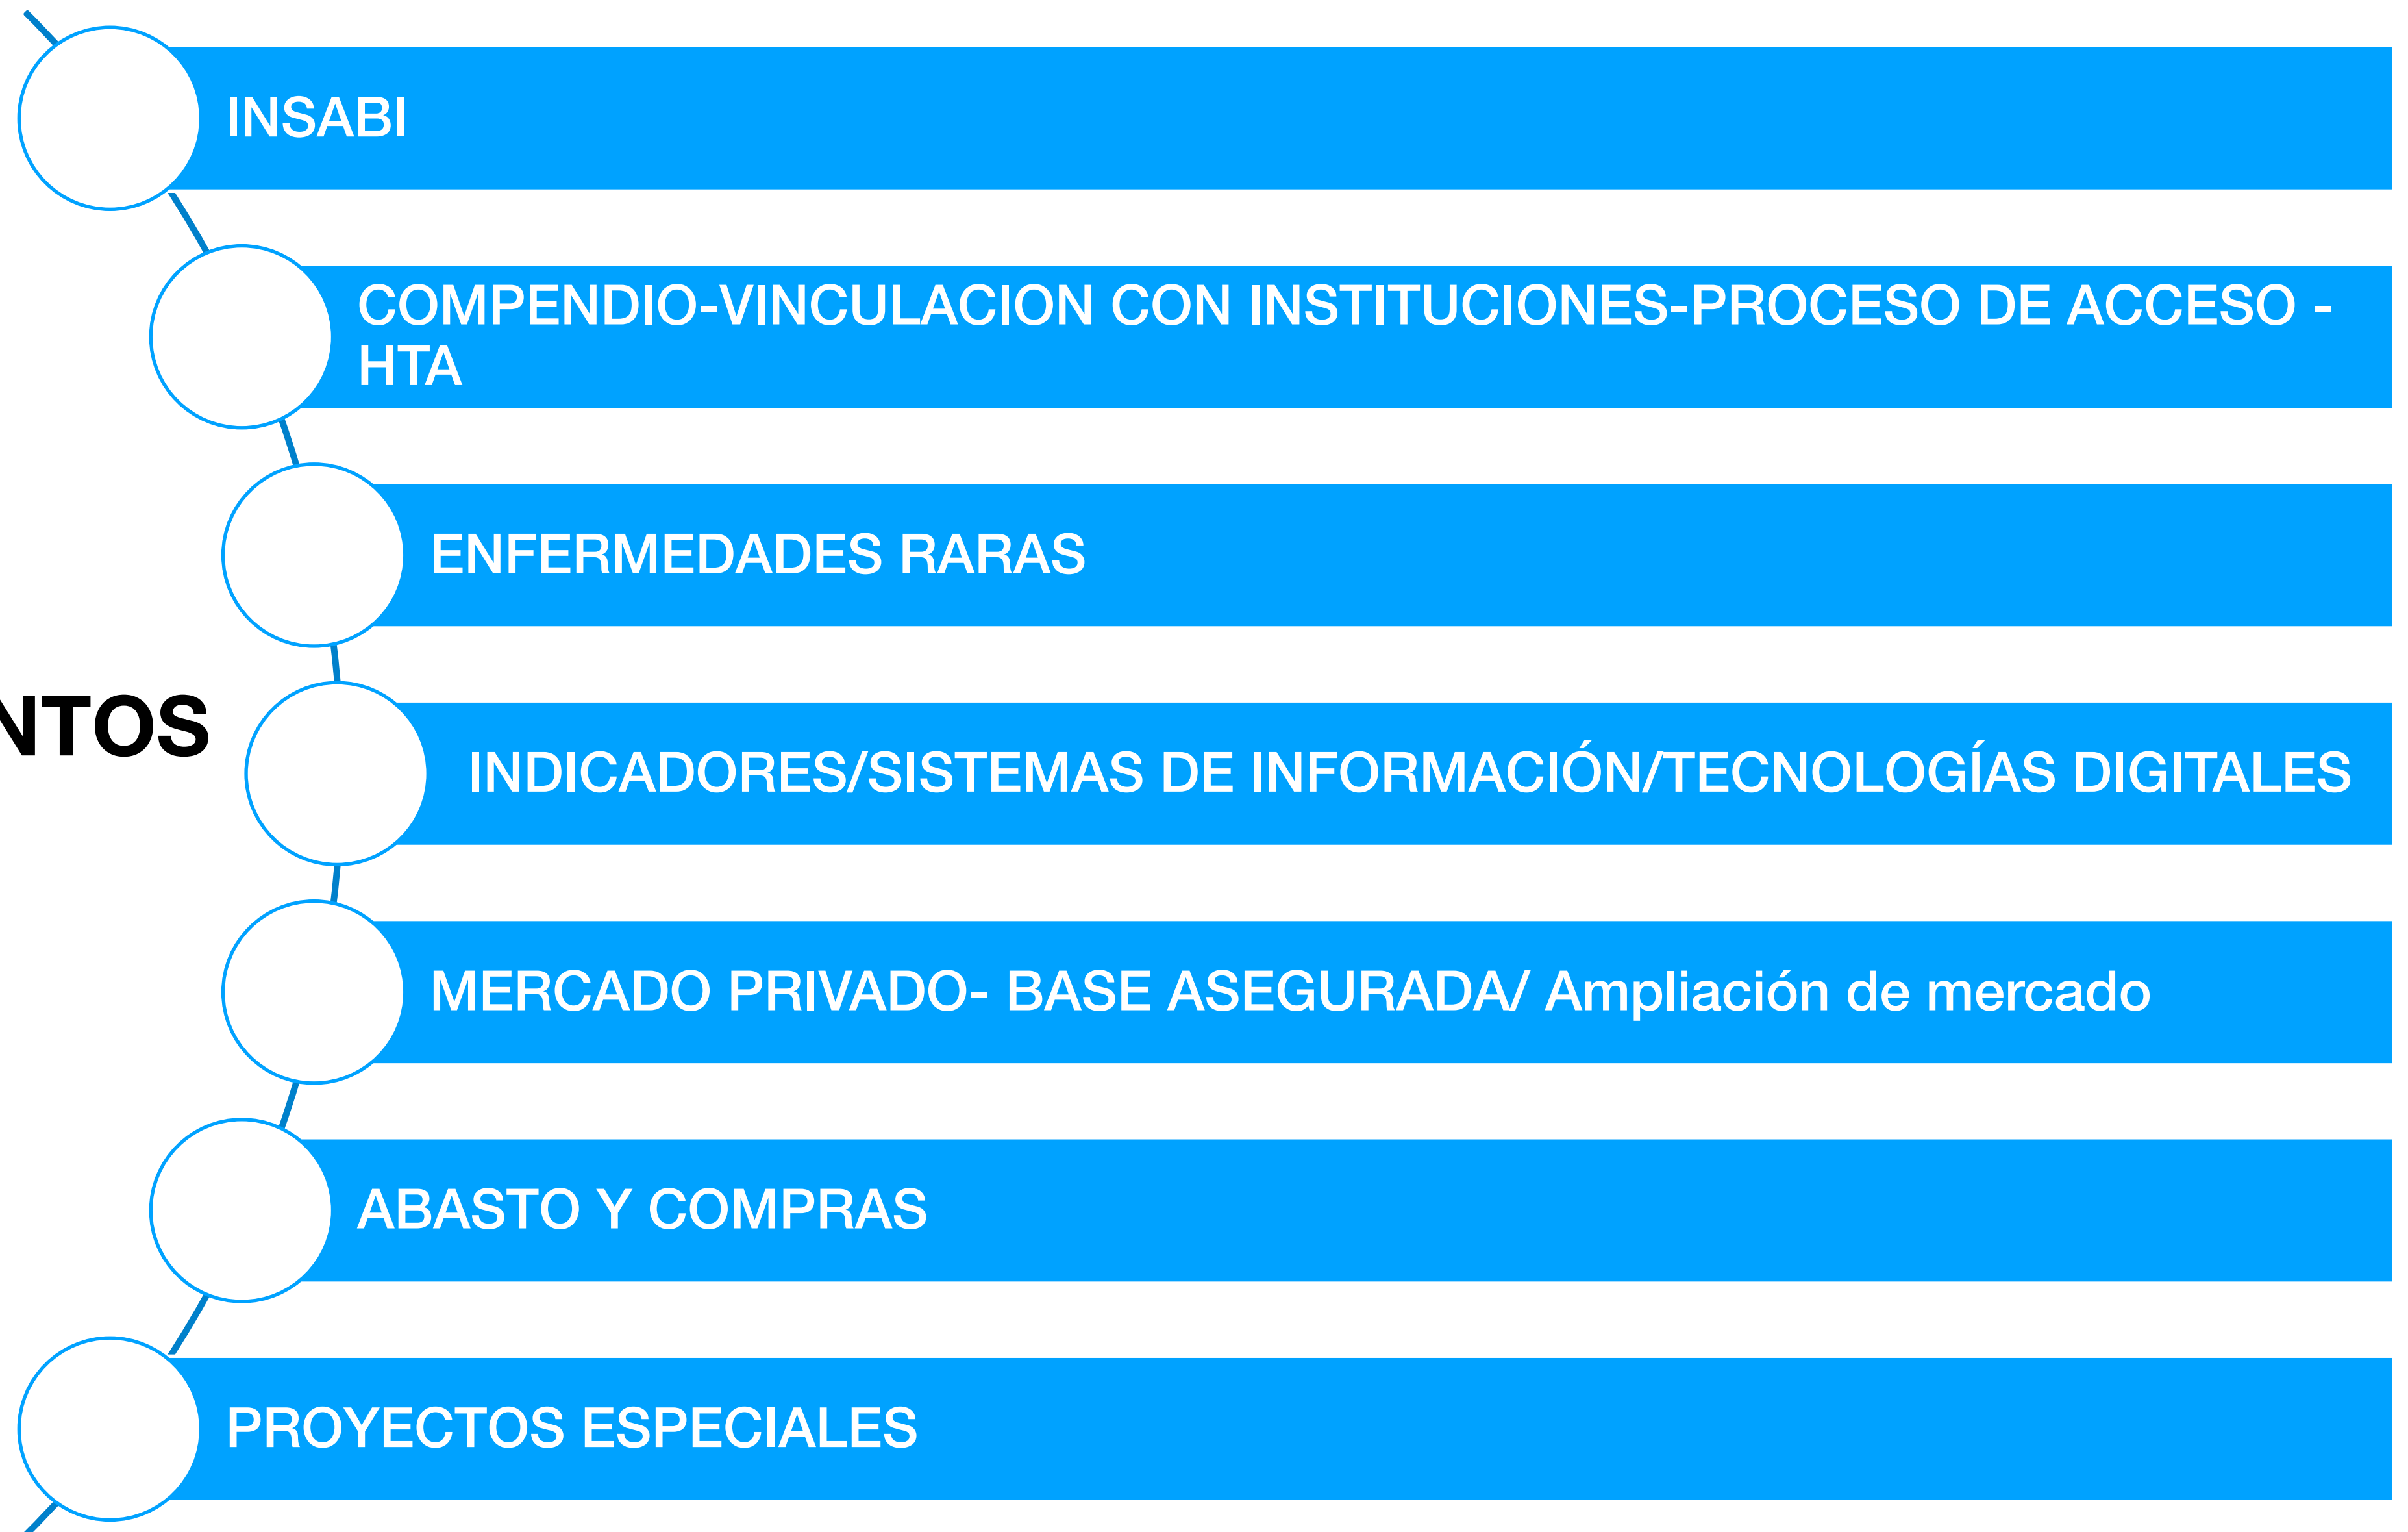 INSABI
COMPENDIO-VINCULACION CON INSTITUCIONES-PROCESO DE ACCESO -
HTA
ENFERMEDADES RARAS
NTOS
INDICADORES/SISTEMAS DE INFORMACIÓN/TECNOLOGÍAS DIGITALES
MERCADO PRIVADO- BASE ASEGURADA/ Ampliación de mercado
ABASTO Y COMPRAS
PROYECTOS ESPECIALES